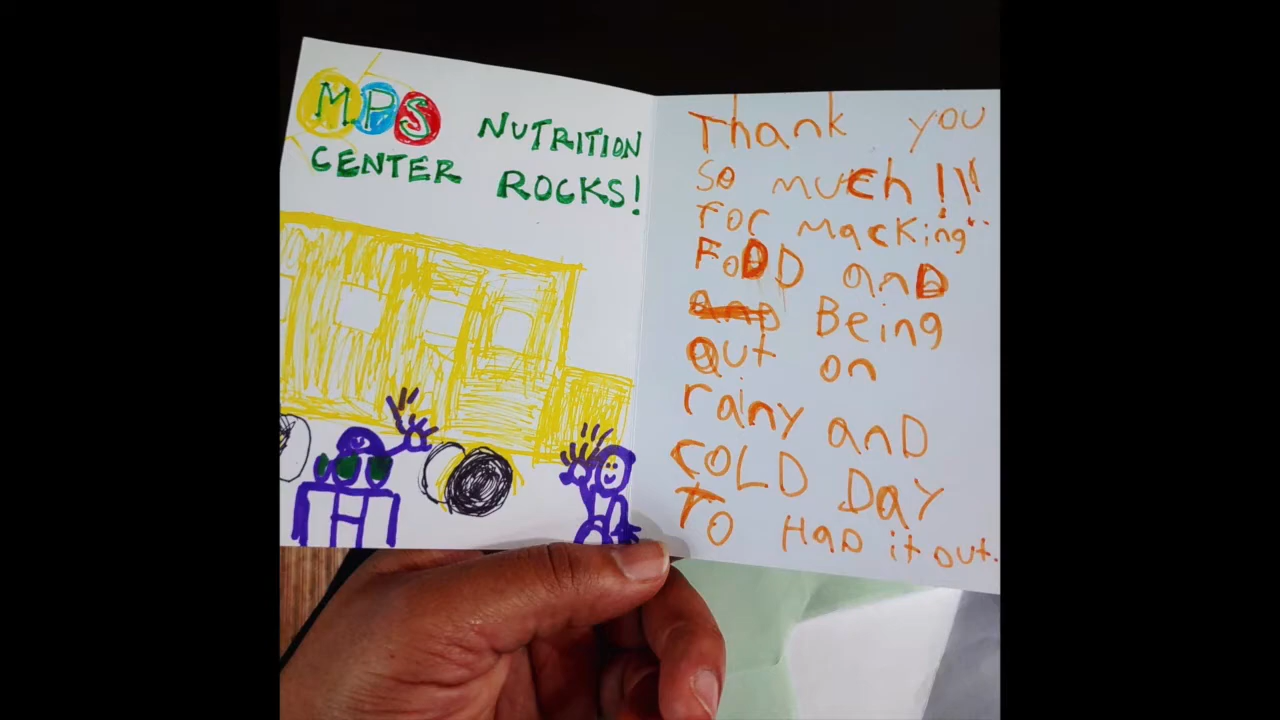 MPS NUTRITION
CENTER ROCKS!
Thank you
so much !!!
for macking
FoOD anD
Being
out on
rainy anD
COLD Day
To HaD it out.